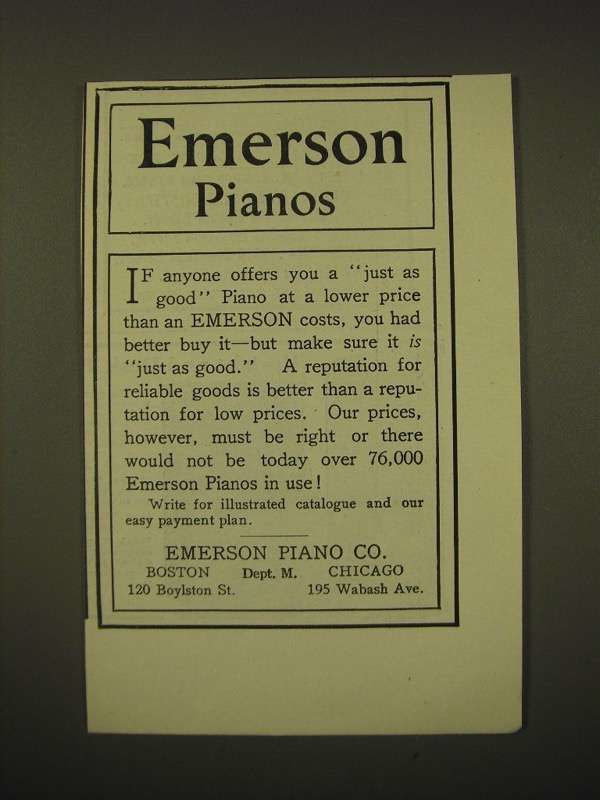 Emerson
Pianos
IF anyone offers you a "just as
good" Piano at a lower price
than an EMERSON costs, you had
better buy it—but make sure it is
"just as good." A reputation for
reliable goods is better than a repu-
tation for low prices. Our prices,
however, must be right or there
would not be today over 76,000
Emerson Pianos in use!
Write for illustrated catalogue and our
easy payment plan.
EMERSON PIANO CO.
BOSTON Dept. M. CHICAGO
120 Boylston St. 195 Wabash Ave.